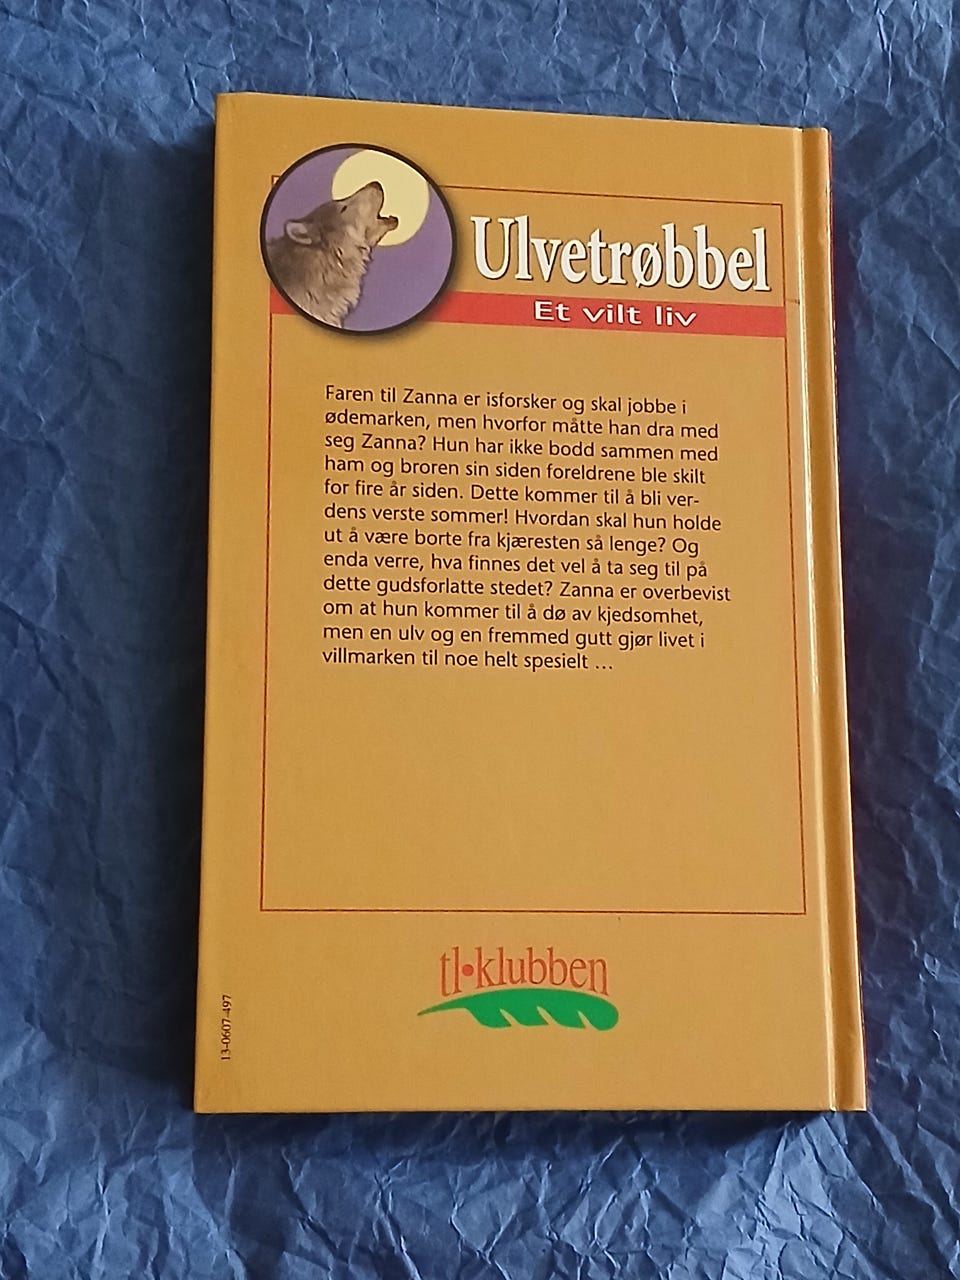 Ulvetrøbbel
Et vilt liv
Faren til Zanna er isforsker og skal jobbe i
ødemarken, men hvorfor måtte han dra med
seg Zanna? Hun har ikke bodd sammen med
ham og broren sin siden foreldrene ble skilt
for fire år siden. Dette kommer til å bli ver-
dens verste sommer! Hvordan skal hun holde
ut å være borte fra kjæresten så lenge? Og
enda verre, hva finnes det vel å ta seg til på
dette gudsforlatte stedet? Zanna er overbevist
om at hun kommer til å dø av kjedsomhet,
men en ulv og en fremmed gutt gjør livet i
villmarken til noe helt spesielt …
tl•klubben
13-0607-497